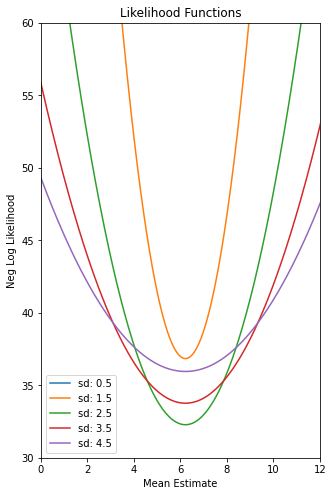 Likelihood Functions
Neg Log Likelihood
60
55
50
45
40
35
30
sd: 0.5
sd: 1.5
sd: 2.5
sd: 3.5
sd: 4.5
0 2 4 6 8 10 12
Mean Estimate